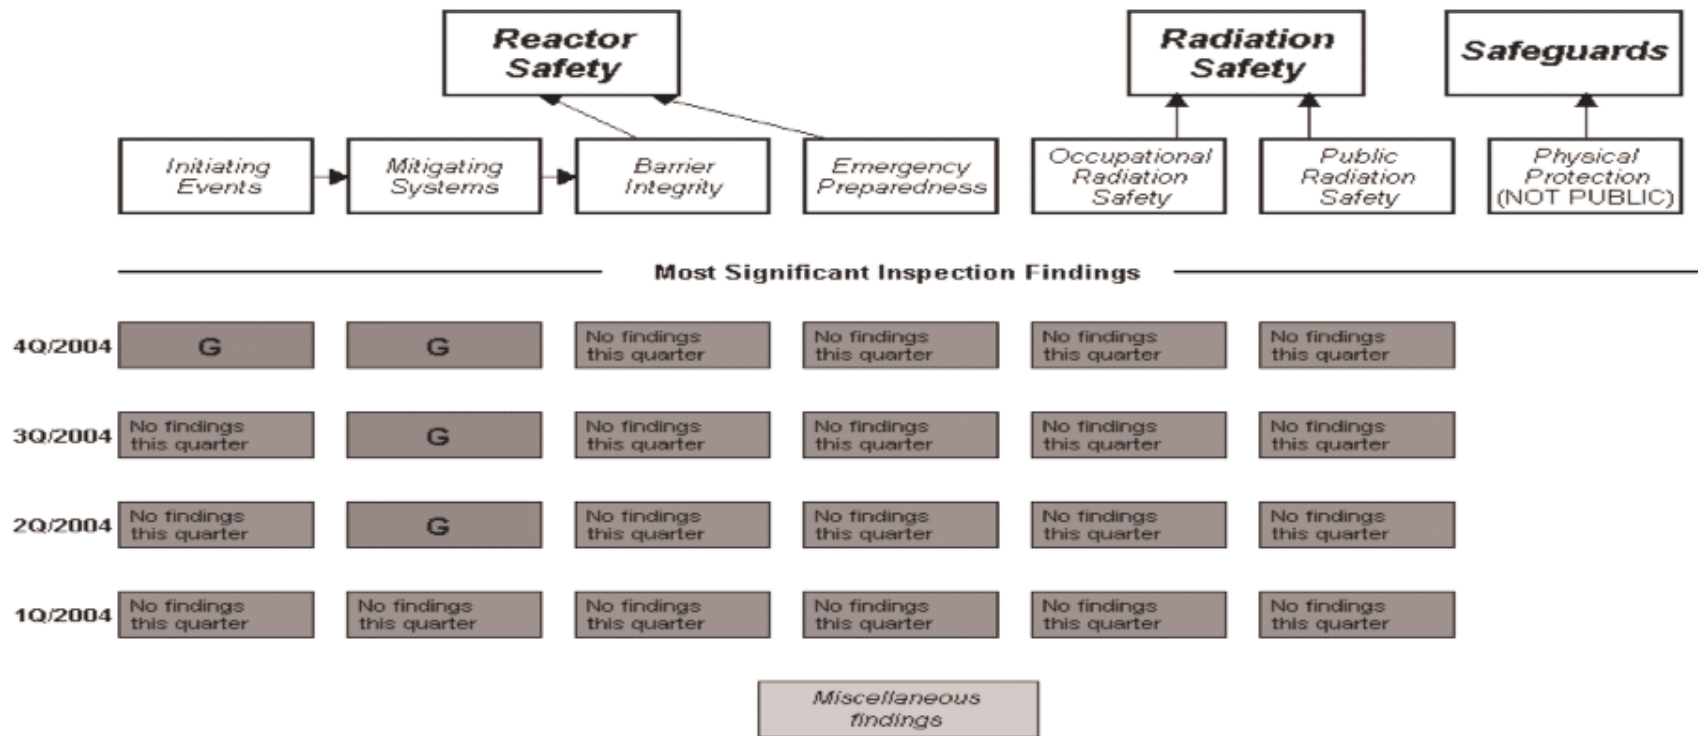 Reactor
Safety
Radiation
Safety
Safeguards
Initiating
Events
Mitigating
Systems
Barrier
Integrity
Emergency
Preparedness
Occupational
Radiation
Safety
Public
Radiation
Safety
Physical
Protection
(NOT PUBLIC)
Most Significant Inspection Findings
4Q/2004
G
G
No findings
this quarter
No findings
this quarter
No findings
this quarter
No findings
this quarter
3Q/2004
No findings
this quarter
G
No findings
this quarter
No findings
this quarter
No findings
this quarter
No findings
this quarter
2Q/2004
No findings
this quarter
G
No findings
this quarter
No findings
this quarter
No findings
this quarter
No findings
this quarter
1Q/2004
No findings
this quarter
No findings
this quarter
No findings
this quarter
No findings
this quarter
No findings
this quarter
No findings
this quarter
Miscellaneous
findings